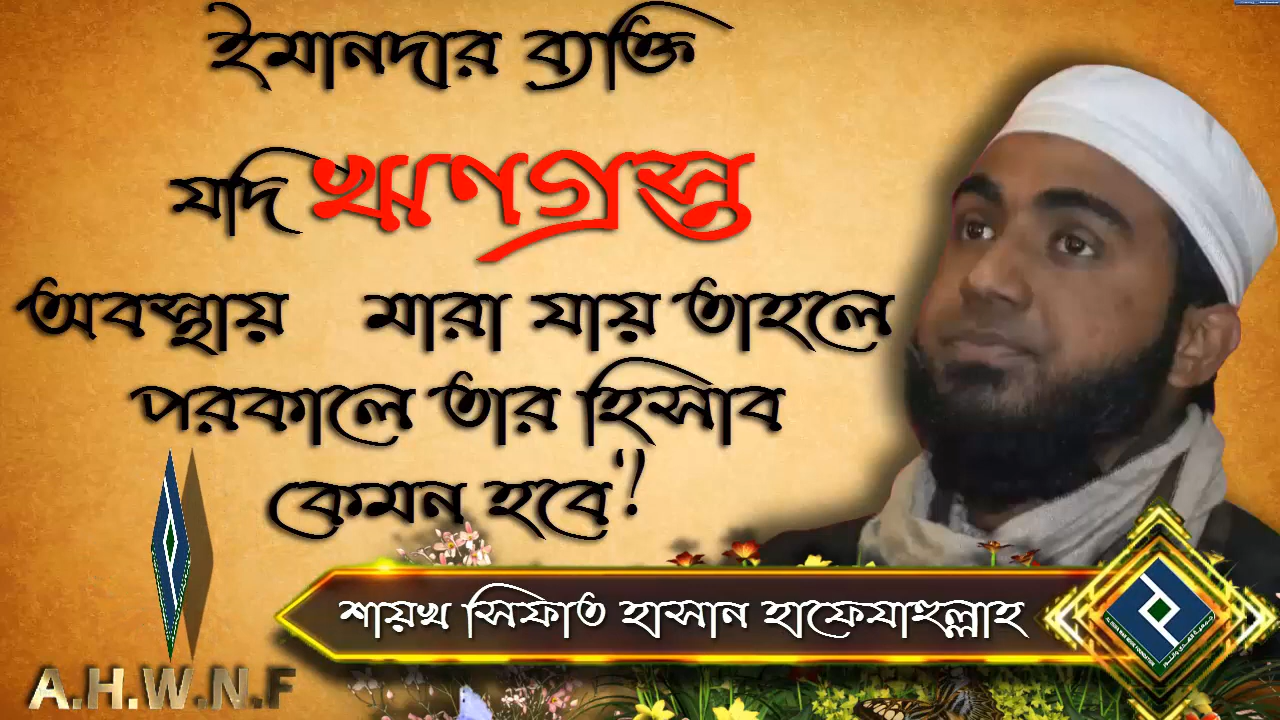 ইমানদার ব্যক্তি
যদি ঋণগ্রস্ত
অবস্থায় মারা যায় তাহলে
পরকালে তার হিসাব
কেমন হবে?
শায়খ সিফাত হাসান হাফেযাহুল্লাহ
A.H.W.N.F